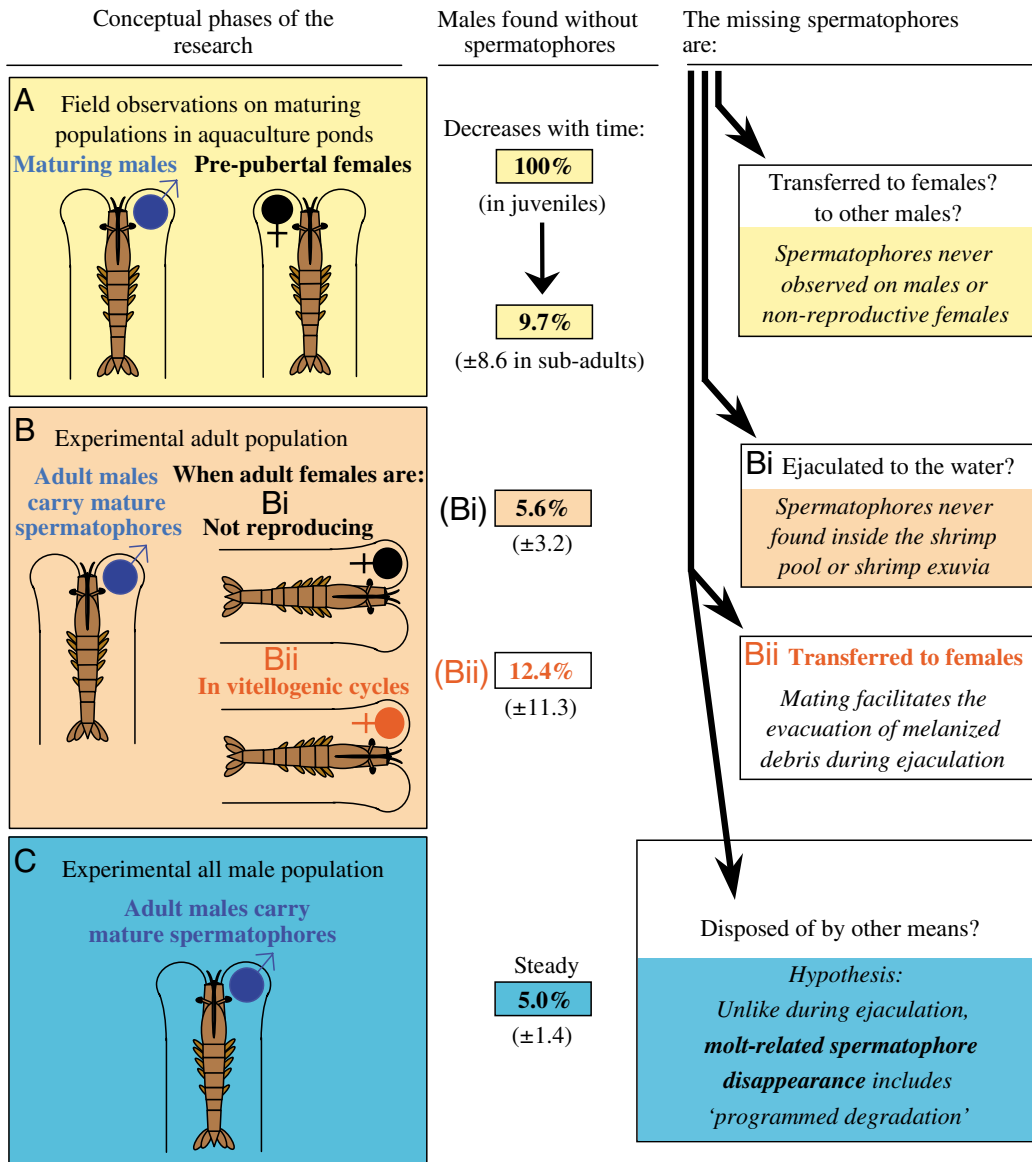 Conceptual phases of the
research
Males found without
spermatophores
The missing spermatophores
are:
A
Field observations on maturing
populations in aquaculture ponds
Maturing males
Pre-pubertal females
Decreases with time:
100%
(in juveniles)
9.7%
(±8.6 in sub-adults)
Transferred to females?
to other males?
Spermatophores never
observed on males or
non-reproductive females
B
Experimental adult population
Adult males
carry mature
spermatophores
When adult females are:
Bi
Not reproducing
Bii
In vitellogenic cycles
(Bi)
5.6%
(±3.2)
(Bii)
12.4%
(±11.3)
Bi Ejaculated to the water?
Spermatophores never
found inside the shrimp
pool or shrimp exuvia
Bii Transferred to females
Mating facilitates the
evacuation of melanized
debris during ejaculation
C
Experimental all male population
Adult males carry
mature spermatophores
Steady
5.0%
(±1.4)
Disposed of by other means?
Hypothesis:
Unlike during ejaculation,
molt-related spermatophore
disappearance includes
‘programmed degradation’